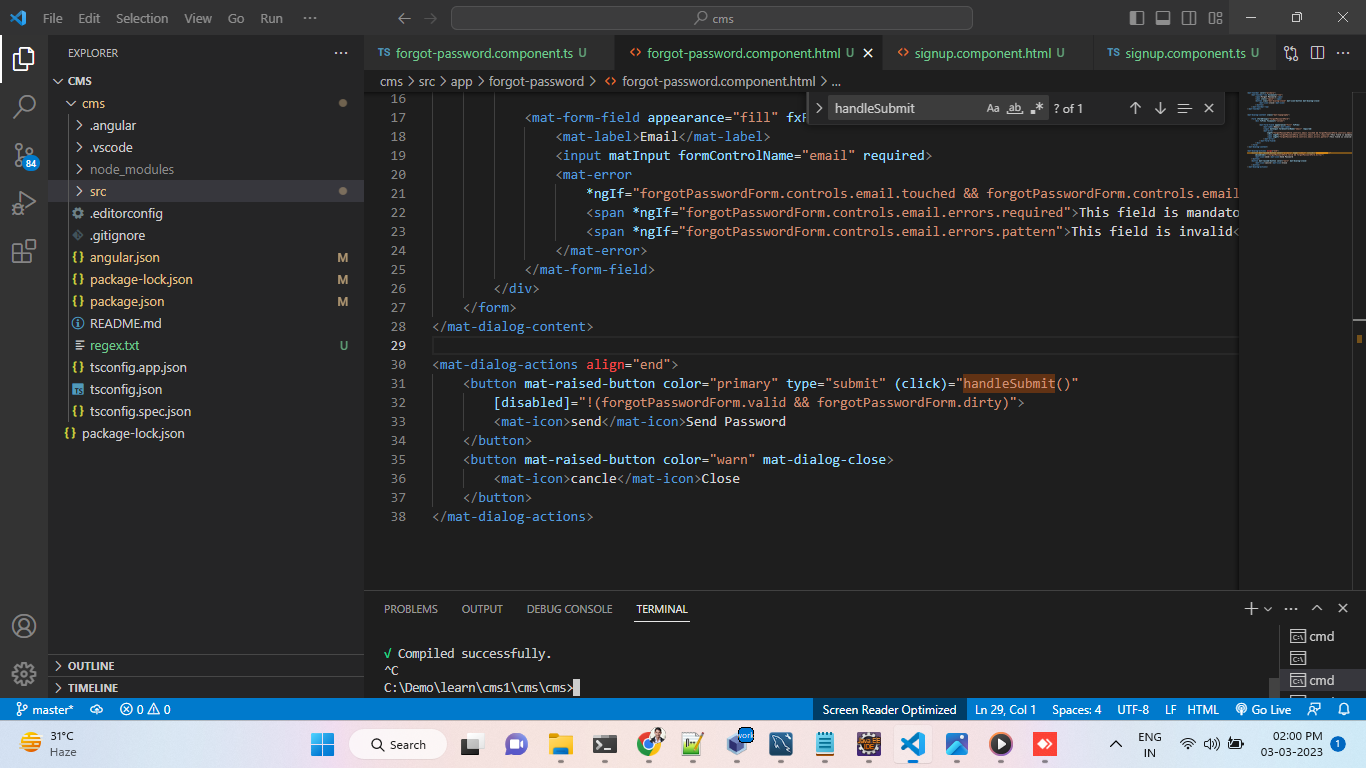 File Edit Selection View Go Run ···
cms
EXPLORER ···
TS forgot-password.component.ts U
<> forgot-password.component.html U
<> signup.component.html U
TS signup.component.ts U
cms > src > app > forgot-password > <> forgot-password.component.html > ...
handleSubmit Aa ab .* ? of 1
CMS
cms
.angular
.vscode
node_modules
src
.editorconfig
.gitignore
{} angular.json M
{} package-lock.json M
{} package.json M
README.md
regex.txt U
{} tsconfig.app.json
TS tsconfig.json
{} tsconfig.spec.json
{} package-lock.json
OUTLINE
TIMELINE
84
16
17 <mat-form-field appearance="fill" fxF
18 <mat-label>Email</mat-label>
19 <input matInput formControlName="email" required>
20 <mat-error
21 *ngIf="forgotPasswordForm.controls.email.touched && forgotPasswordForm.controls.email
22 <span *ngIf="forgotPasswordForm.controls.email.errors.required">This field is mandato
23 <span *ngIf="forgotPasswordForm.controls.email.errors.pattern">This field is invalid<
24 </mat-error>
25 </mat-form-field>
26 </div>
27 </form>
28 </mat-dialog-content>
29
30 <mat-dialog-actions align="end">
31 <button mat-raised-button color="primary" type="submit" (click)="handleSubmit()"
32 [disabled]="!(forgotPasswordForm.valid && forgotPasswordForm.dirty)">
33 <mat-icon>send</mat-icon>Send Password
34 </button>
35 <button mat-raised-button color="warn" mat-dialog-close>
36 <mat-icon>cancle</mat-icon>Close
37 </button>
38 </mat-dialog-actions>
PROBLEMS OUTPUT DEBUG CONSOLE TERMINAL
√ Compiled successfully.
^C
C:\Demo\learn\cms1\cms\cms>
cmd
cmd
master* 0 0
Screen Reader Optimized Ln 29, Col 1 Spaces: 4 UTF-8 LF HTML Go Live
31°C
Haze
Search
ENG
IN
02:00 PM
03-03-2023
1